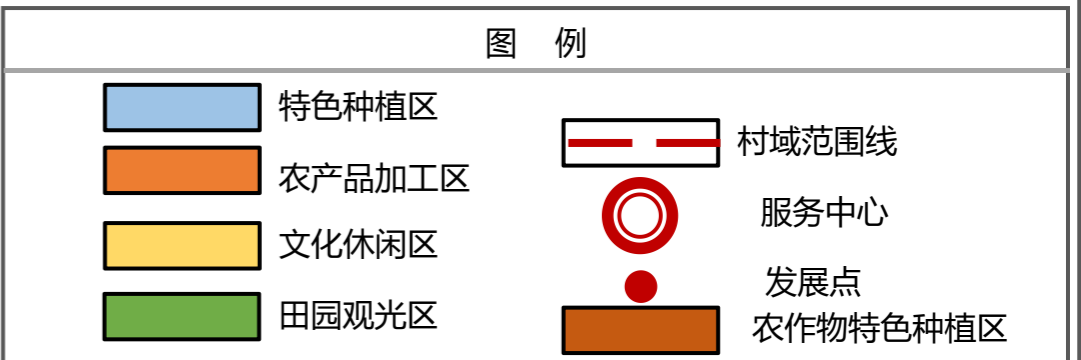 图 例
特色种植区
农产品加工区
文化休闲区
田园观光区
村域范围线
服务中心
发展点
农作物特色种植区